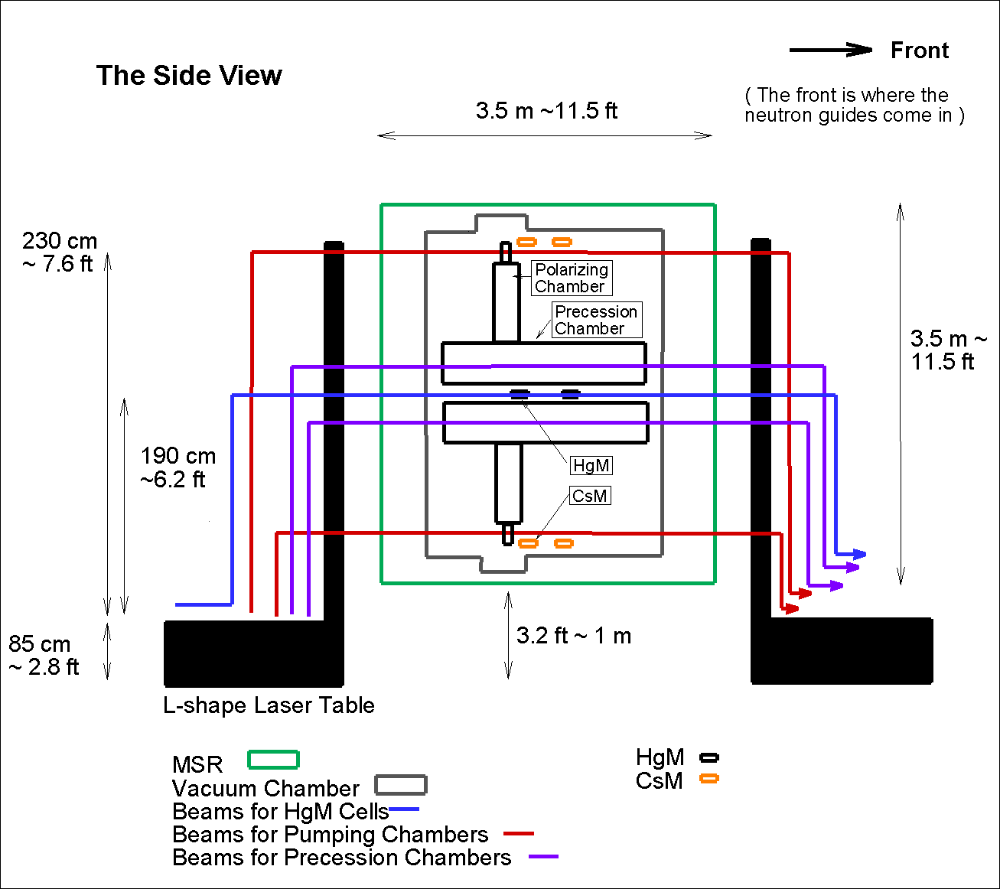 Front
The Side View
( The front is where the
neutron guides come in )
3.5 m ~11.5 ft
230 cm
~ 7.6 ft
Polarizing
Chamber
Precession
Chamber
3.5 m ~
11.5 ft
190 cm
~6.2 ft
HgM
CsM
3.2 ft ~ 1 m
85 cm
~ 2.8 ft
L-shape Laser Table
MSR
Vacuum Chamber
Beams for HgM Cells
Beams for Pumping Chambers
Beams for Precession Chambers
HgM
CsM